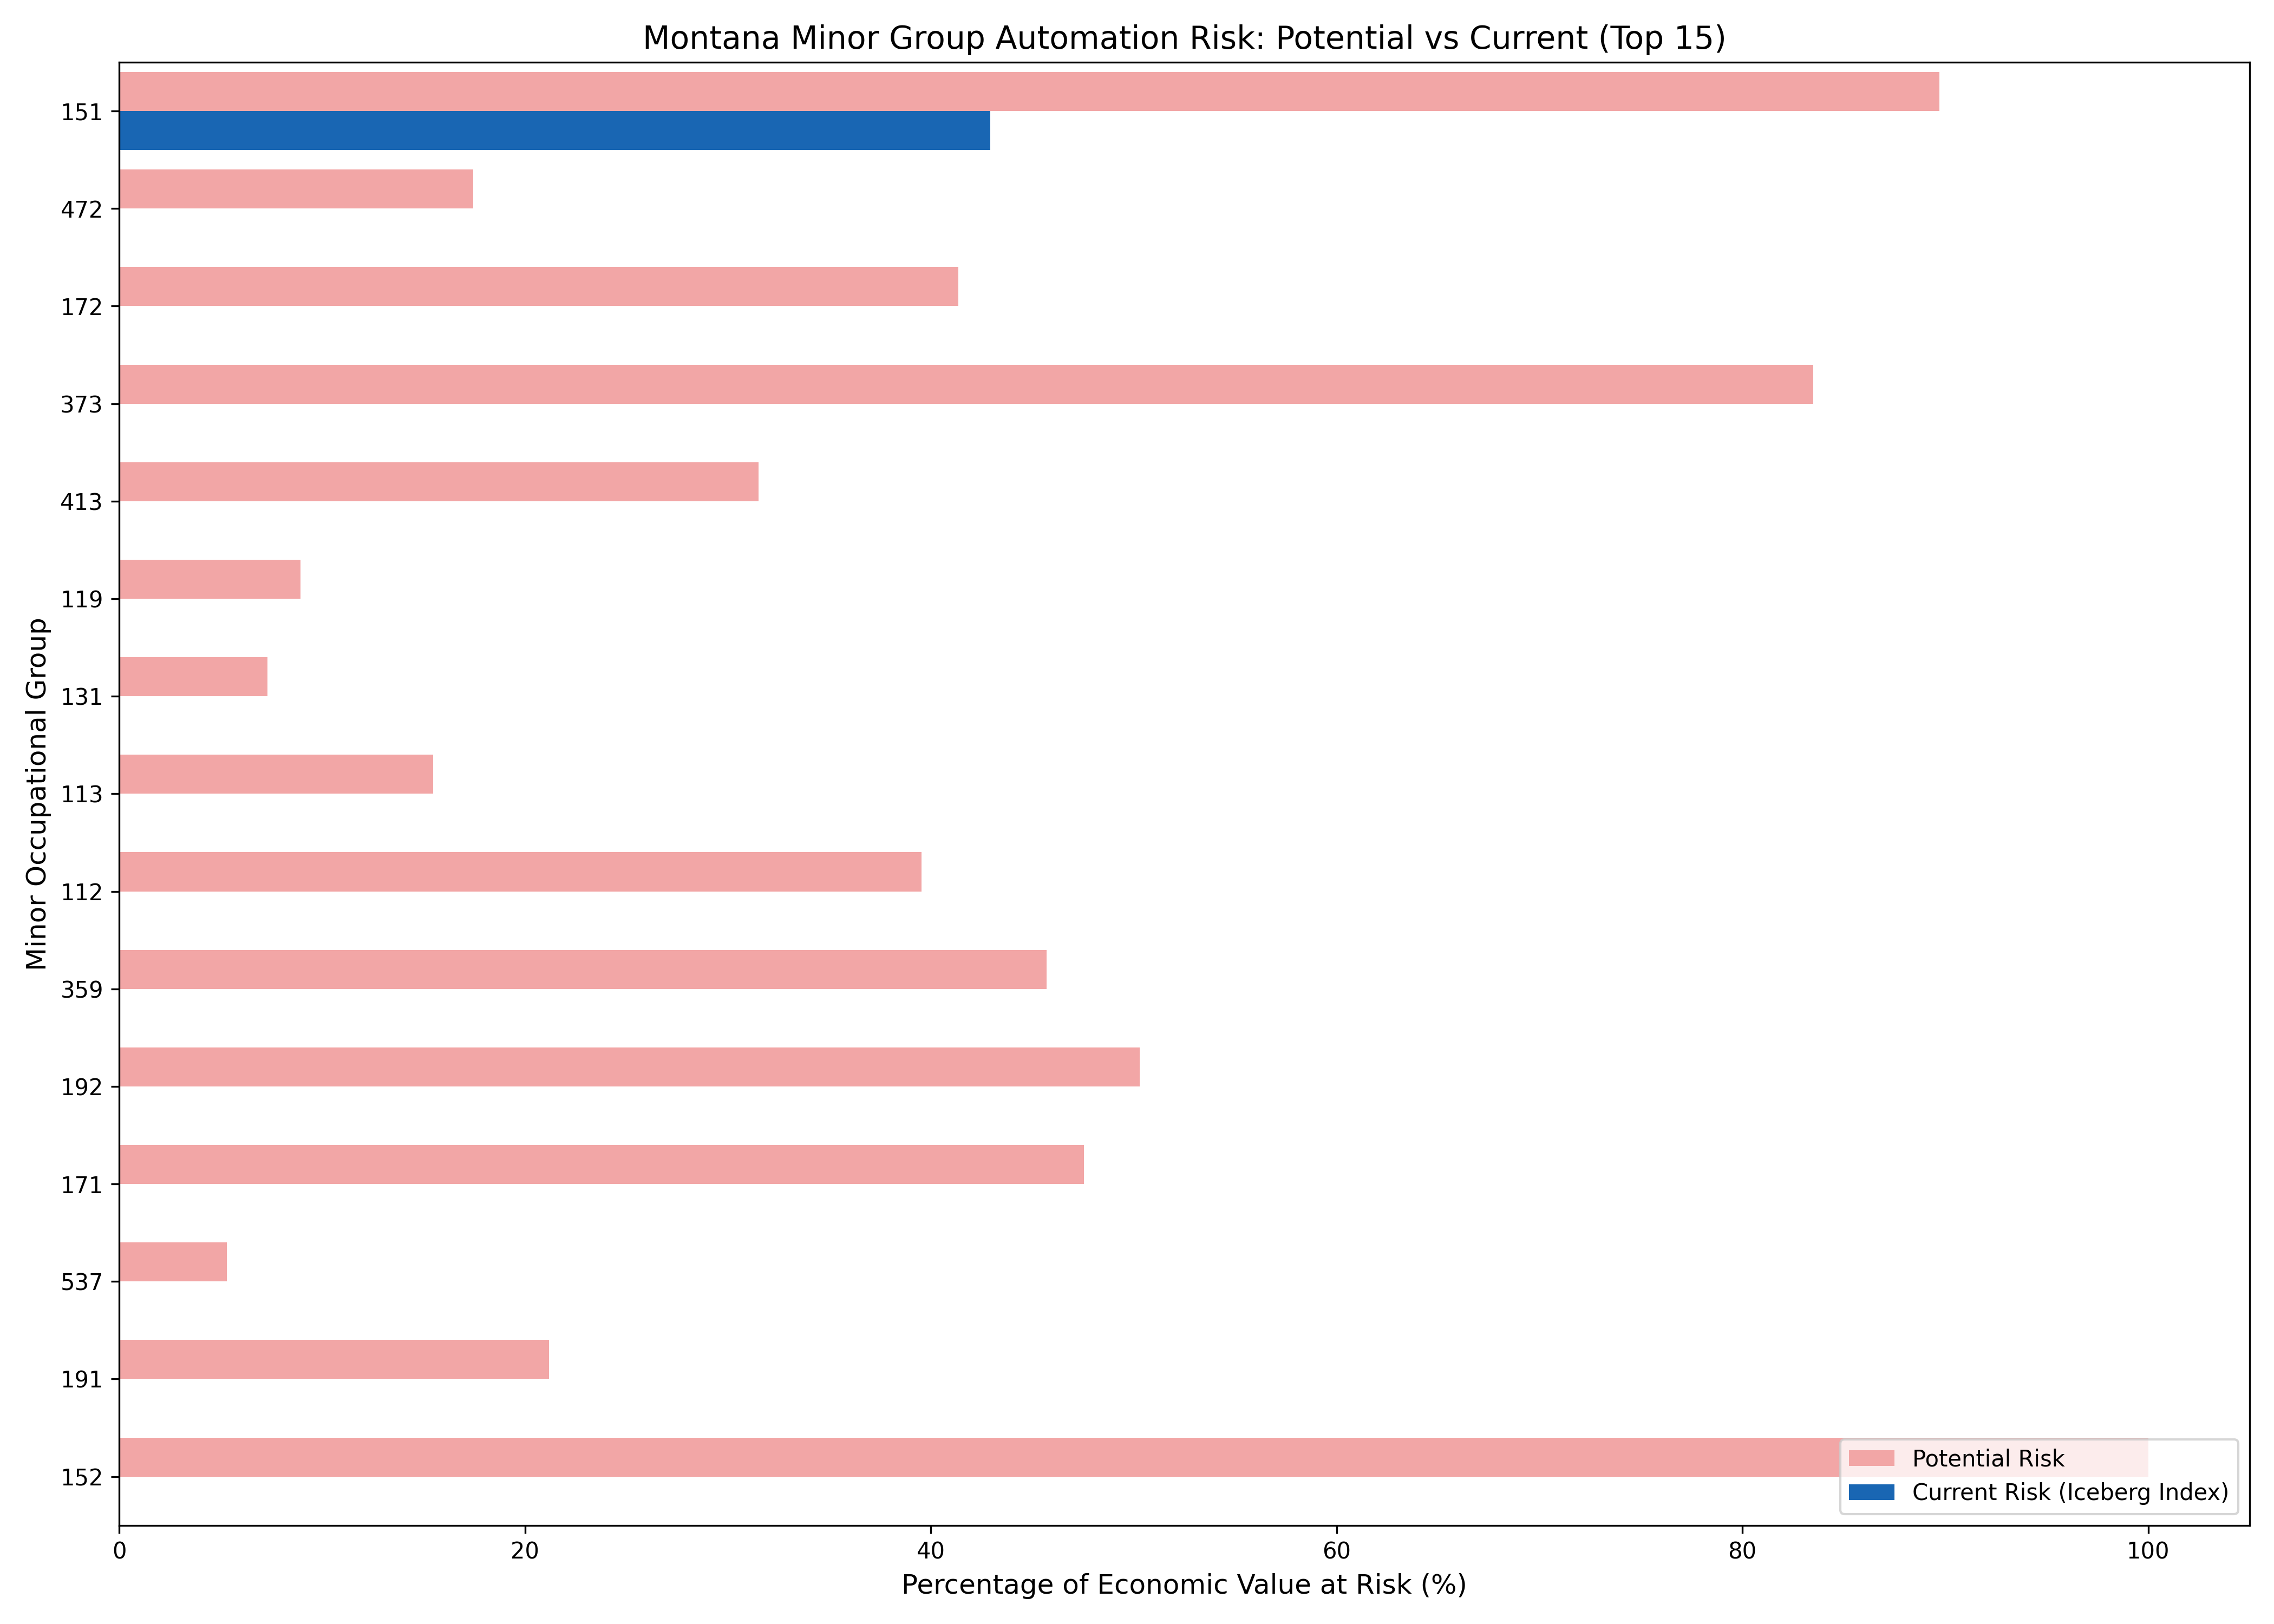 Montana Minor Group Automation Risk: Potential vs Current (Top 15)
Minor Occupational Group
151
472
172
373
413
119
131
113
112
359
192
171
537
191
152
Potential Risk
Current Risk (Iceberg Index)
0 20 40 60 80 100
Percentage of Economic Value at Risk (%)